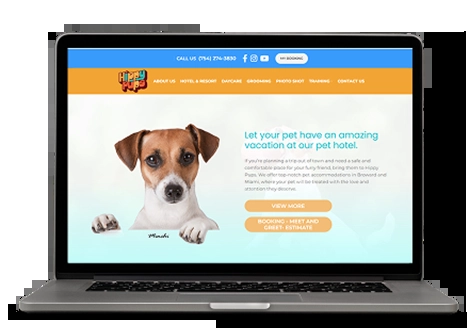 CALL US (754) 274-3830
MY BOOKING
Hijjoy Pups
ABOUT US HOTEL & RESORT DAYCARE GROOMING PHOTO SHOT TRAINING CONTACT US
Let your pet have an amazing
vacation at our pet hotel.
If you're planning a trip out of town and need a safe and
comfortable place for your furry friend, bring them to Hijjoy
Pups. We offer top-notch pet accommodations in Broward and
Miami, where your pet will be treated with the love and
attention they deserve.
VIEW MORE
BOOKING - MEET AND
GREET- ESTIMATE